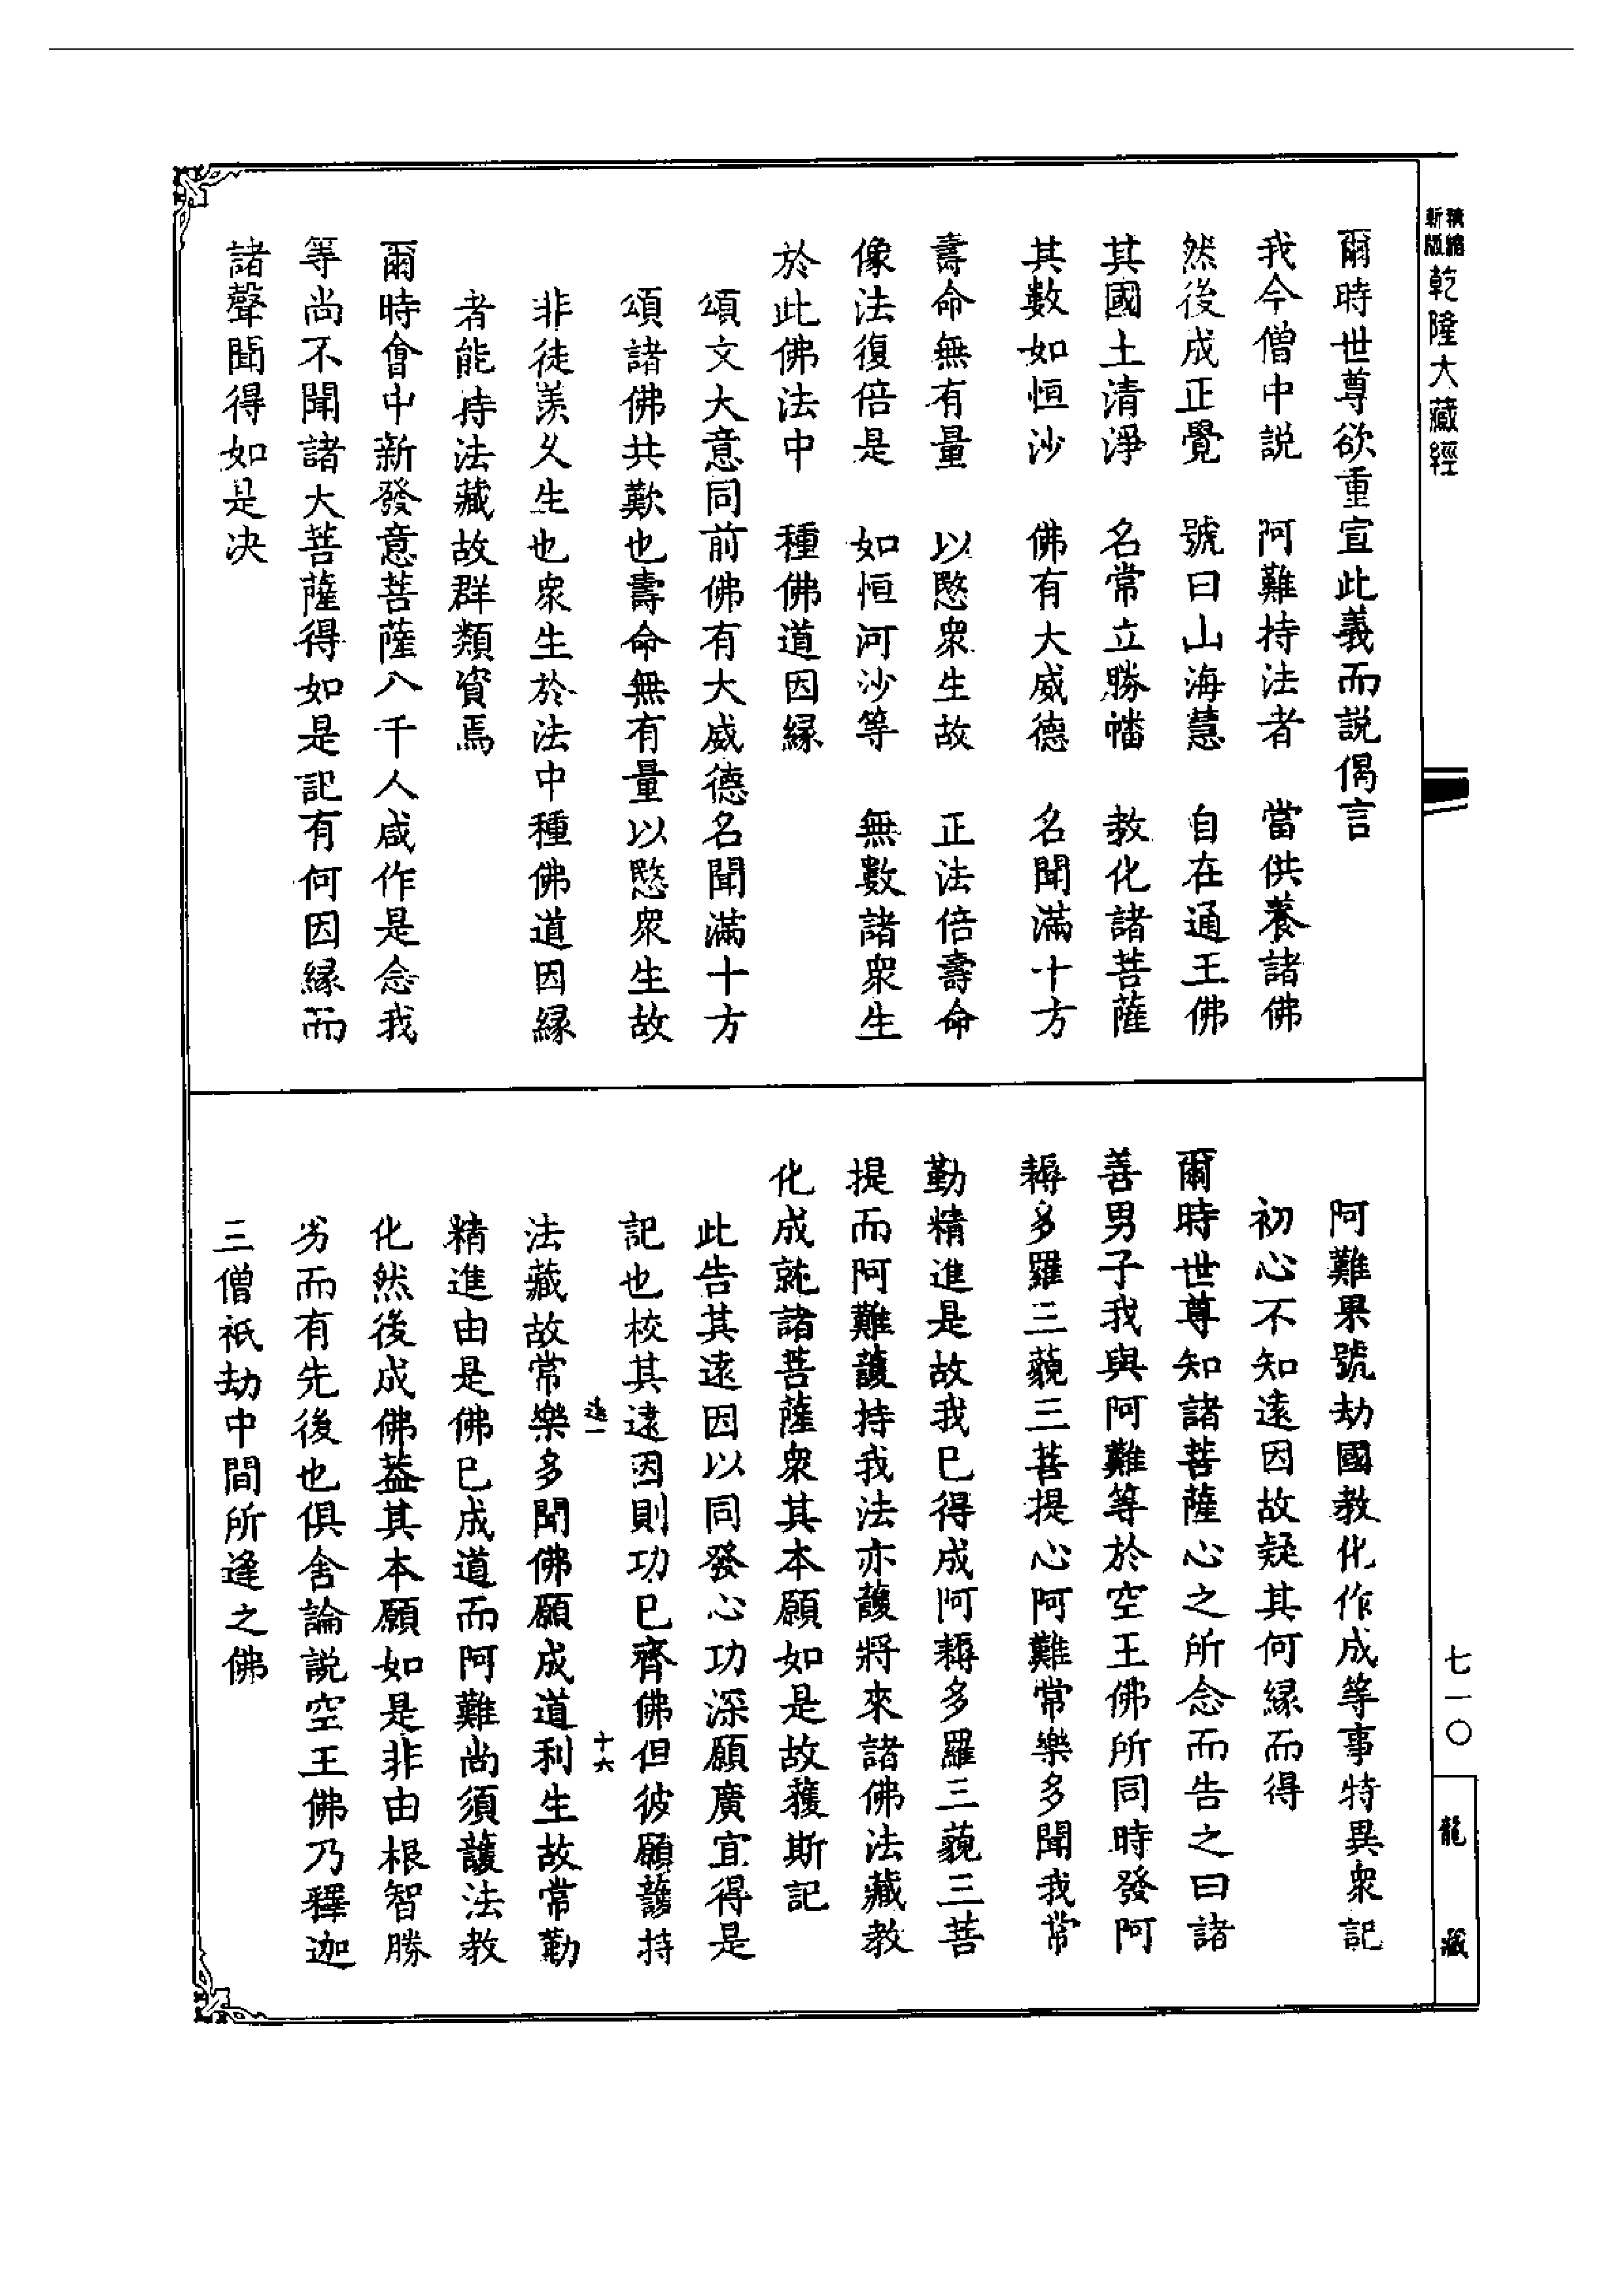 精縮新版乾隆大藏經
爾時世尊欲重宣此義而說偈言
我今僧中説 阿難持法者 當供養諸佛
然後成正覺 號曰山海慧 自在通王佛
其國土清淨 名常立勝幡 教化諸菩薩
其數如恒沙 佛有大威德 名聞滿十方
壽命無有量 以愍衆生故 正法倍壽命
像法復倍是 如恒河沙等 無數諸衆生
於此佛法中 種佛道因緣
頌文大意同前佛有大威德名聞滿十方
頌諸佛共歎也壽命無有量以愍衆生故
非徒羨久生也衆生於法中種佛道因縁
者能持法藏故群類資焉
爾時會中新發意菩薩八千人咸作是念我
等尚不聞諸大菩薩得如是記有何因縁而
諸聲聞得如是決
阿難果號劫國教化作成等事特異衆記
初心不知遠因故疑其何縁而得
爾時世尊知諸菩薩心之所念而告之曰諸
善男子我與阿難等於空王佛所同時發阿
耨多羅三藐三菩提心阿難常樂多聞我常
勤精進是故我已得成阿耨多羅三藐三菩
提而阿難護持我法亦護將來諸佛法藏教
化成就諸菩薩衆其本願如是故獲斯記
此告其遠因以同發心功深願廣宜得是
記也校其遠因則功已齊佛但彼願護持
遠一 十六
法藏故常樂多聞佛願成道利生故常勤
精進由是佛已成道而阿難尚須護法教
化然後成佛葢其本願如是非由根智勝
劣而有先後也俱舍論説空王佛乃釋迦
三僧祇劫中間所逢之佛
七一〇
龍藏